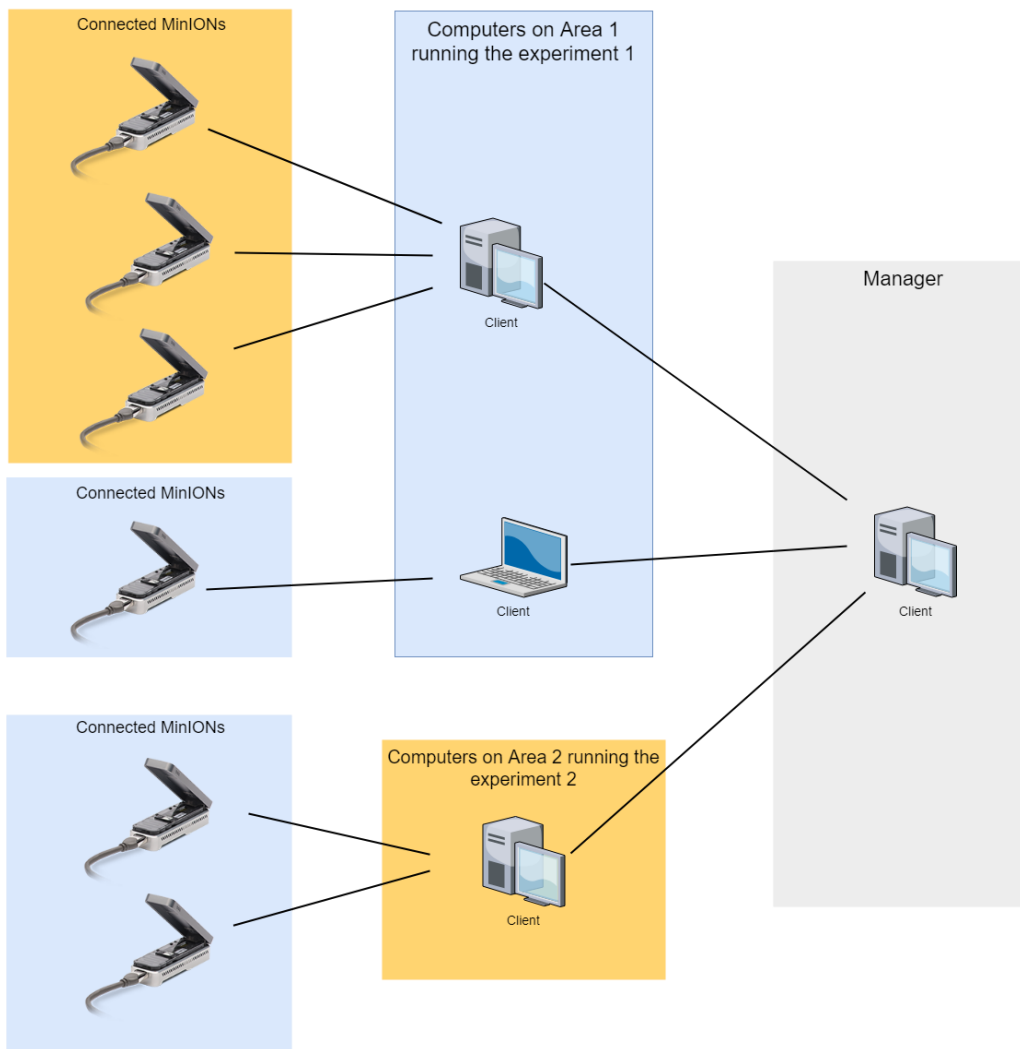 Connected MinIONs
Computers on Area 1
running the experiment 1
Client
Manager
Connected MinIONs
Client
Client
Connected MinIONs
Computers on Area 2 running the
experiment 2
Client